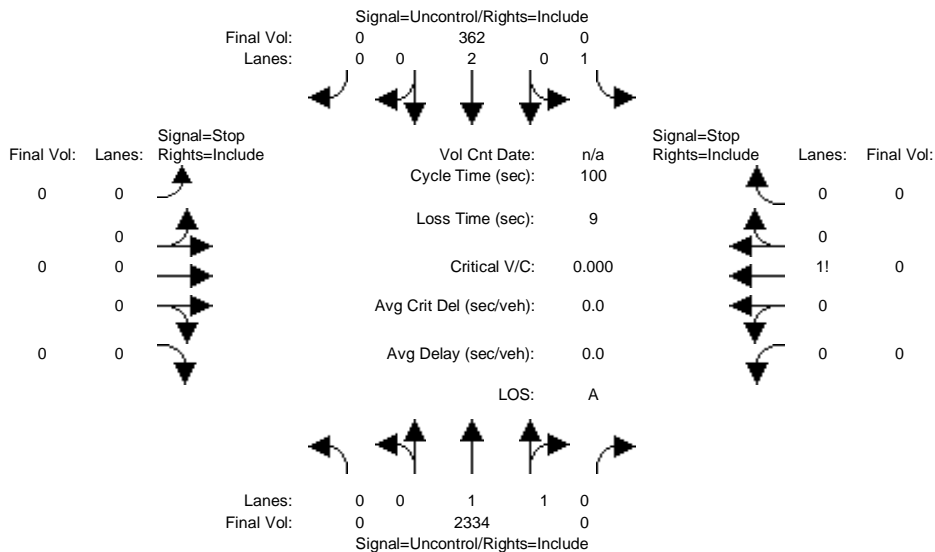 Signal=Uncontrol/Rights=Include
Final Vol: 0 362 0
Lanes: 0 0 2 0 1
Signal=Stop
Final Vol: Lanes: Rights=Include
Vol Cnt Date: n/a
Cycle Time (sec): 100
Loss Time (sec): 9
Critical V/C: 0.000
Avg Crit Del (sec/veh): 0.0
Avg Delay (sec/veh): 0.0
LOS: A
Signal=Stop
Rights=Include Lanes: Final Vol:
0 0
0
0 0
0
0 0
0 0
0
1! 0
0
0 0
Lanes: 0 0 1 1 0
Final Vol: 0 2334 0
Signal=Uncontrol/Rights=Include